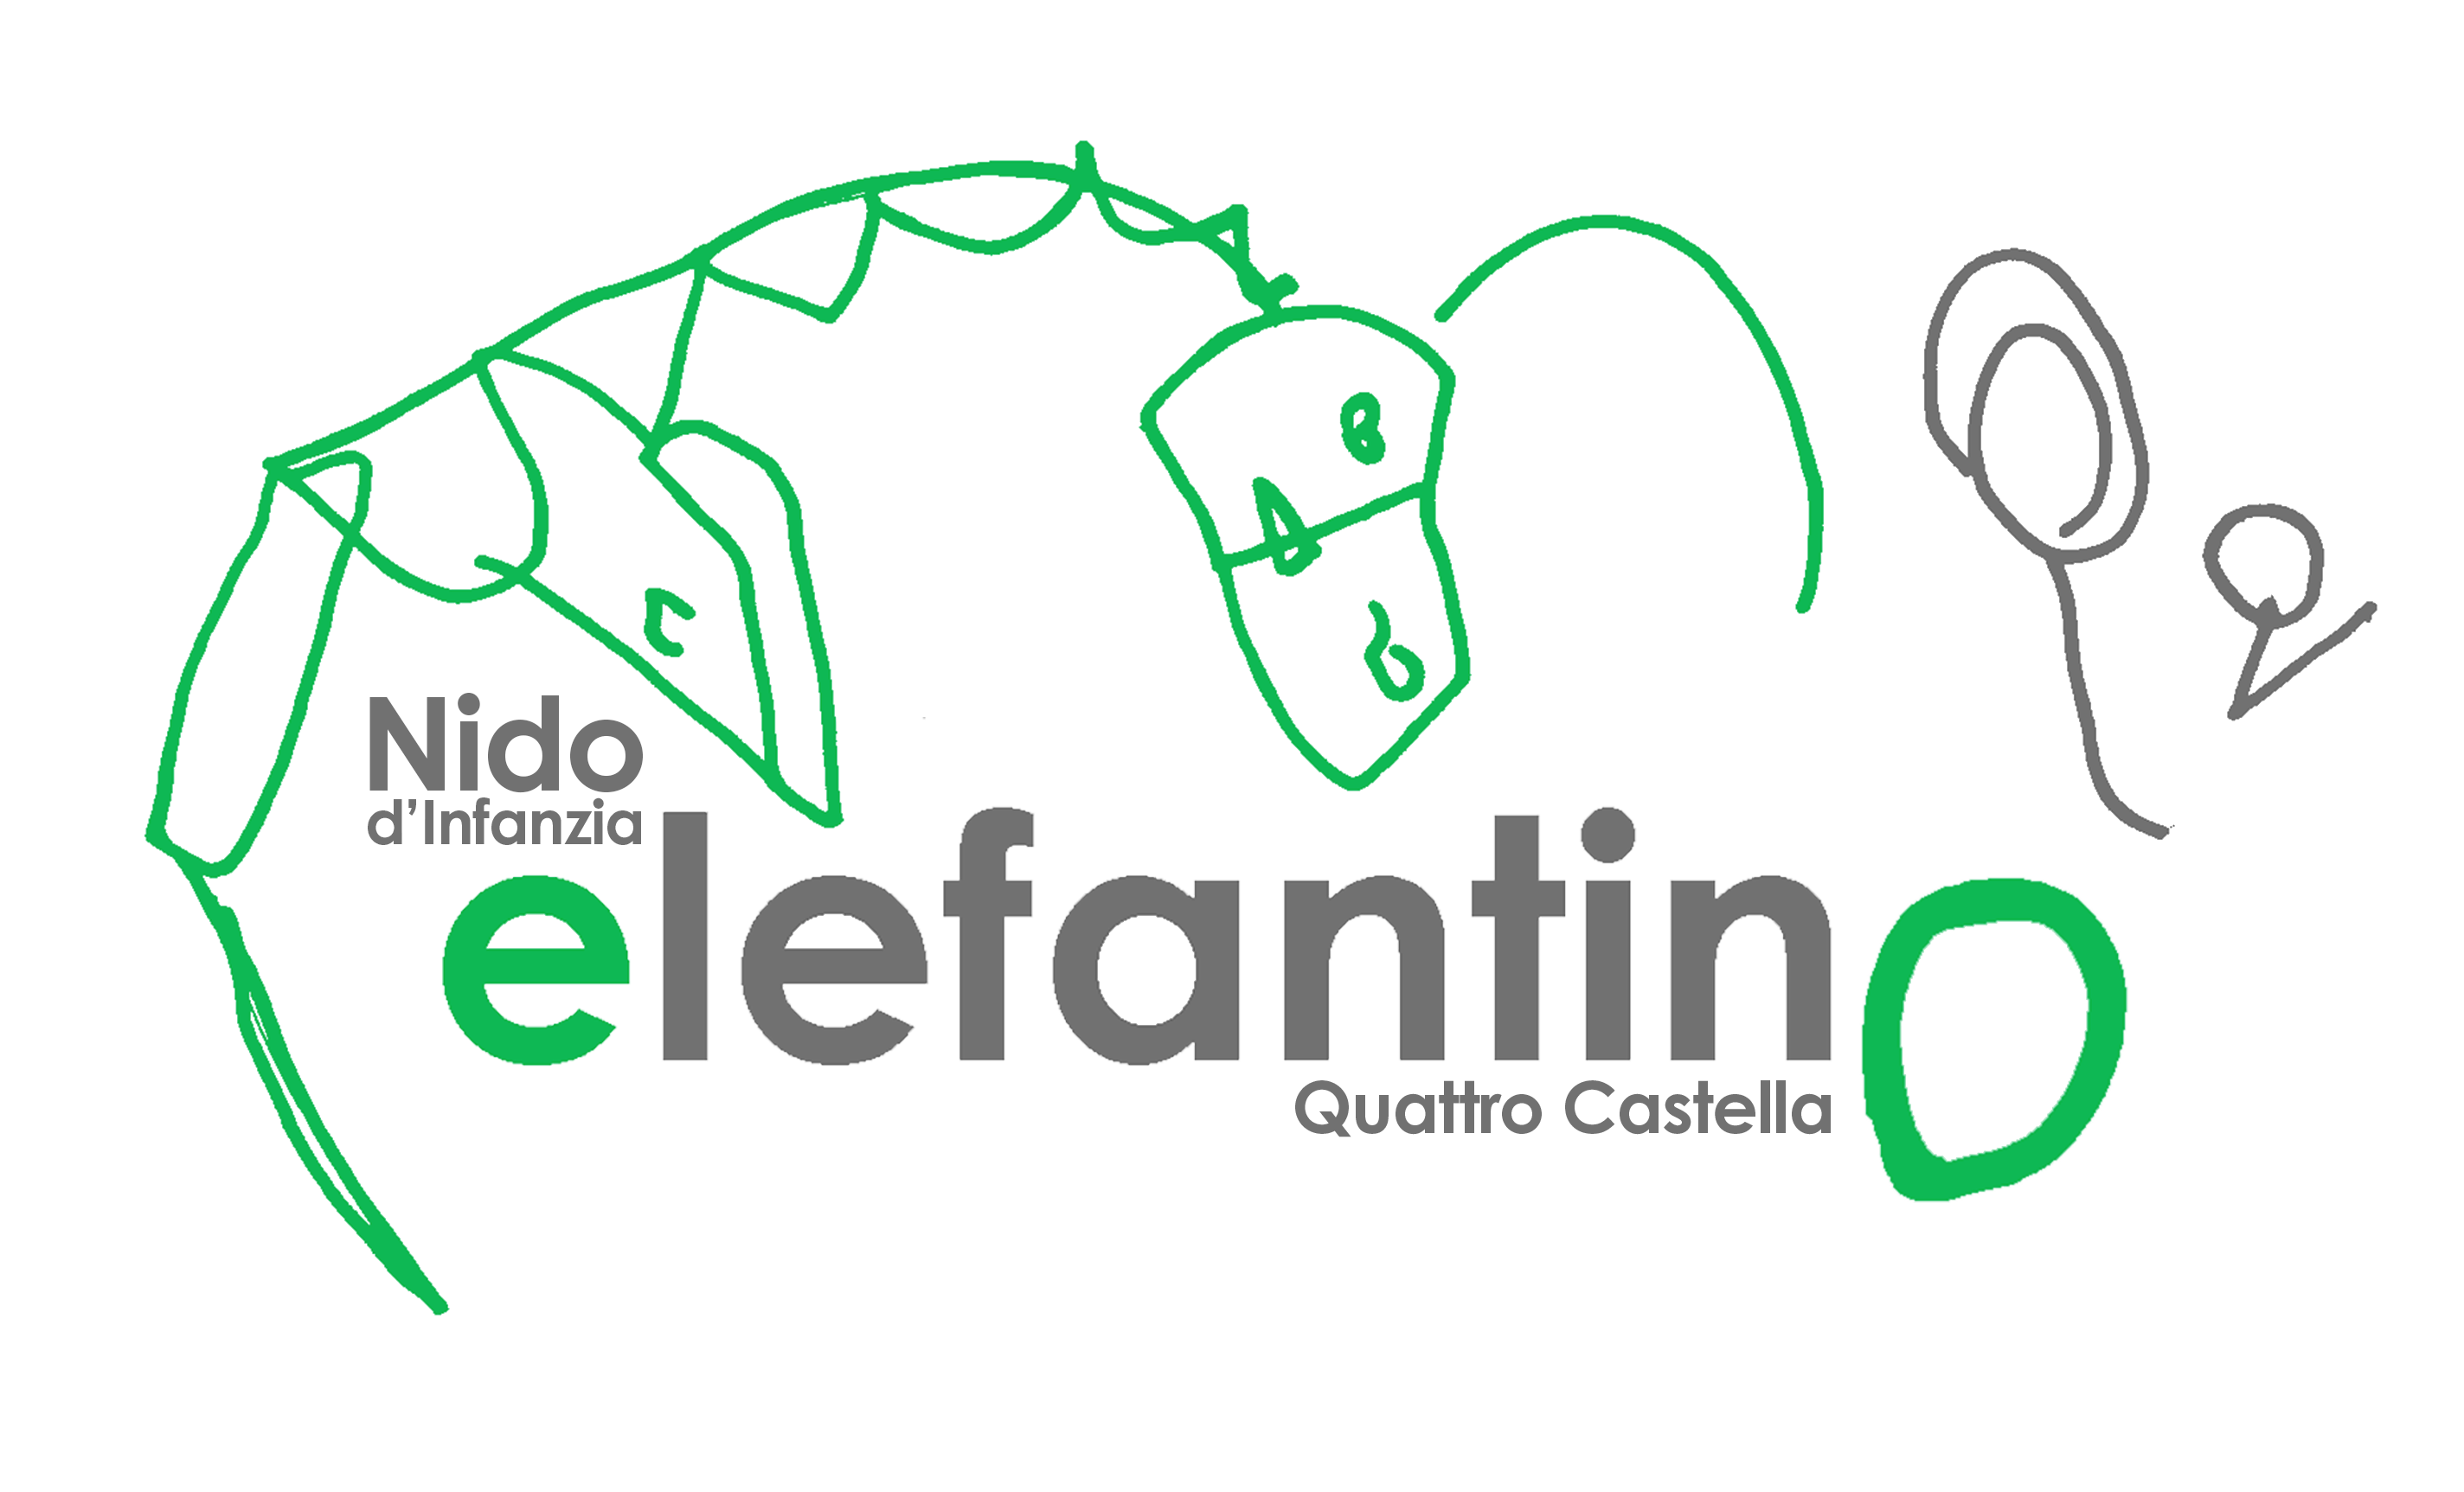 Nido
d'Infanzia
elefantino
Quattro Castella